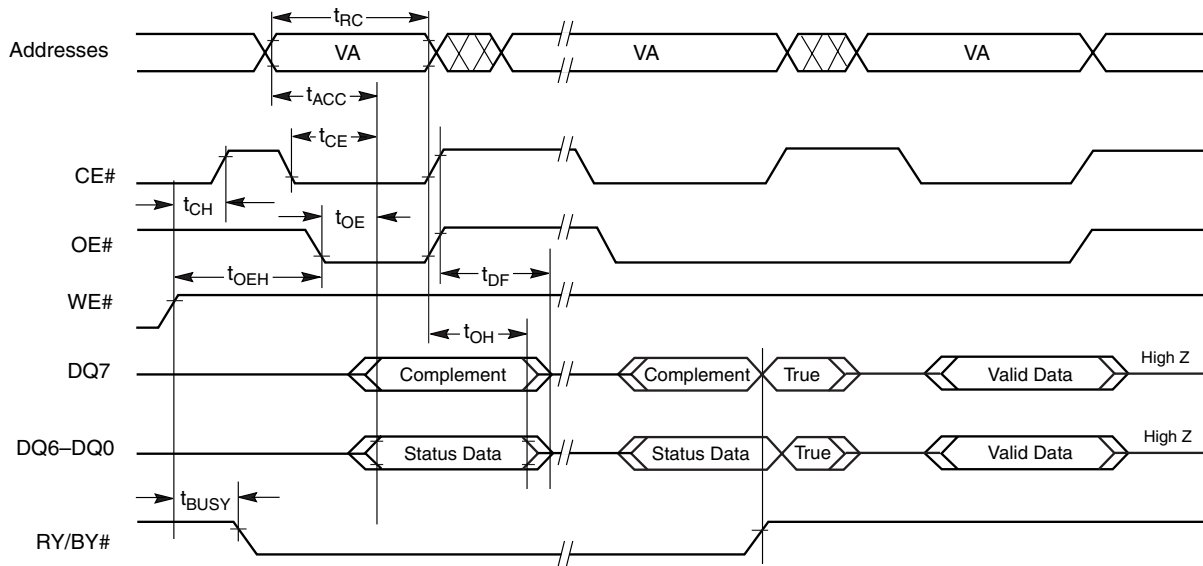 tRC
Addresses VA VA VA
tACC
tCE
CE#
tCH
tOE
OE#
tOEH tDF
WE#
tOH
DQ7 Complement Complement True Valid Data High Z
DQ6–DQ0 Status Data Status Data True Valid Data High Z
tBUSY
RY/BY#